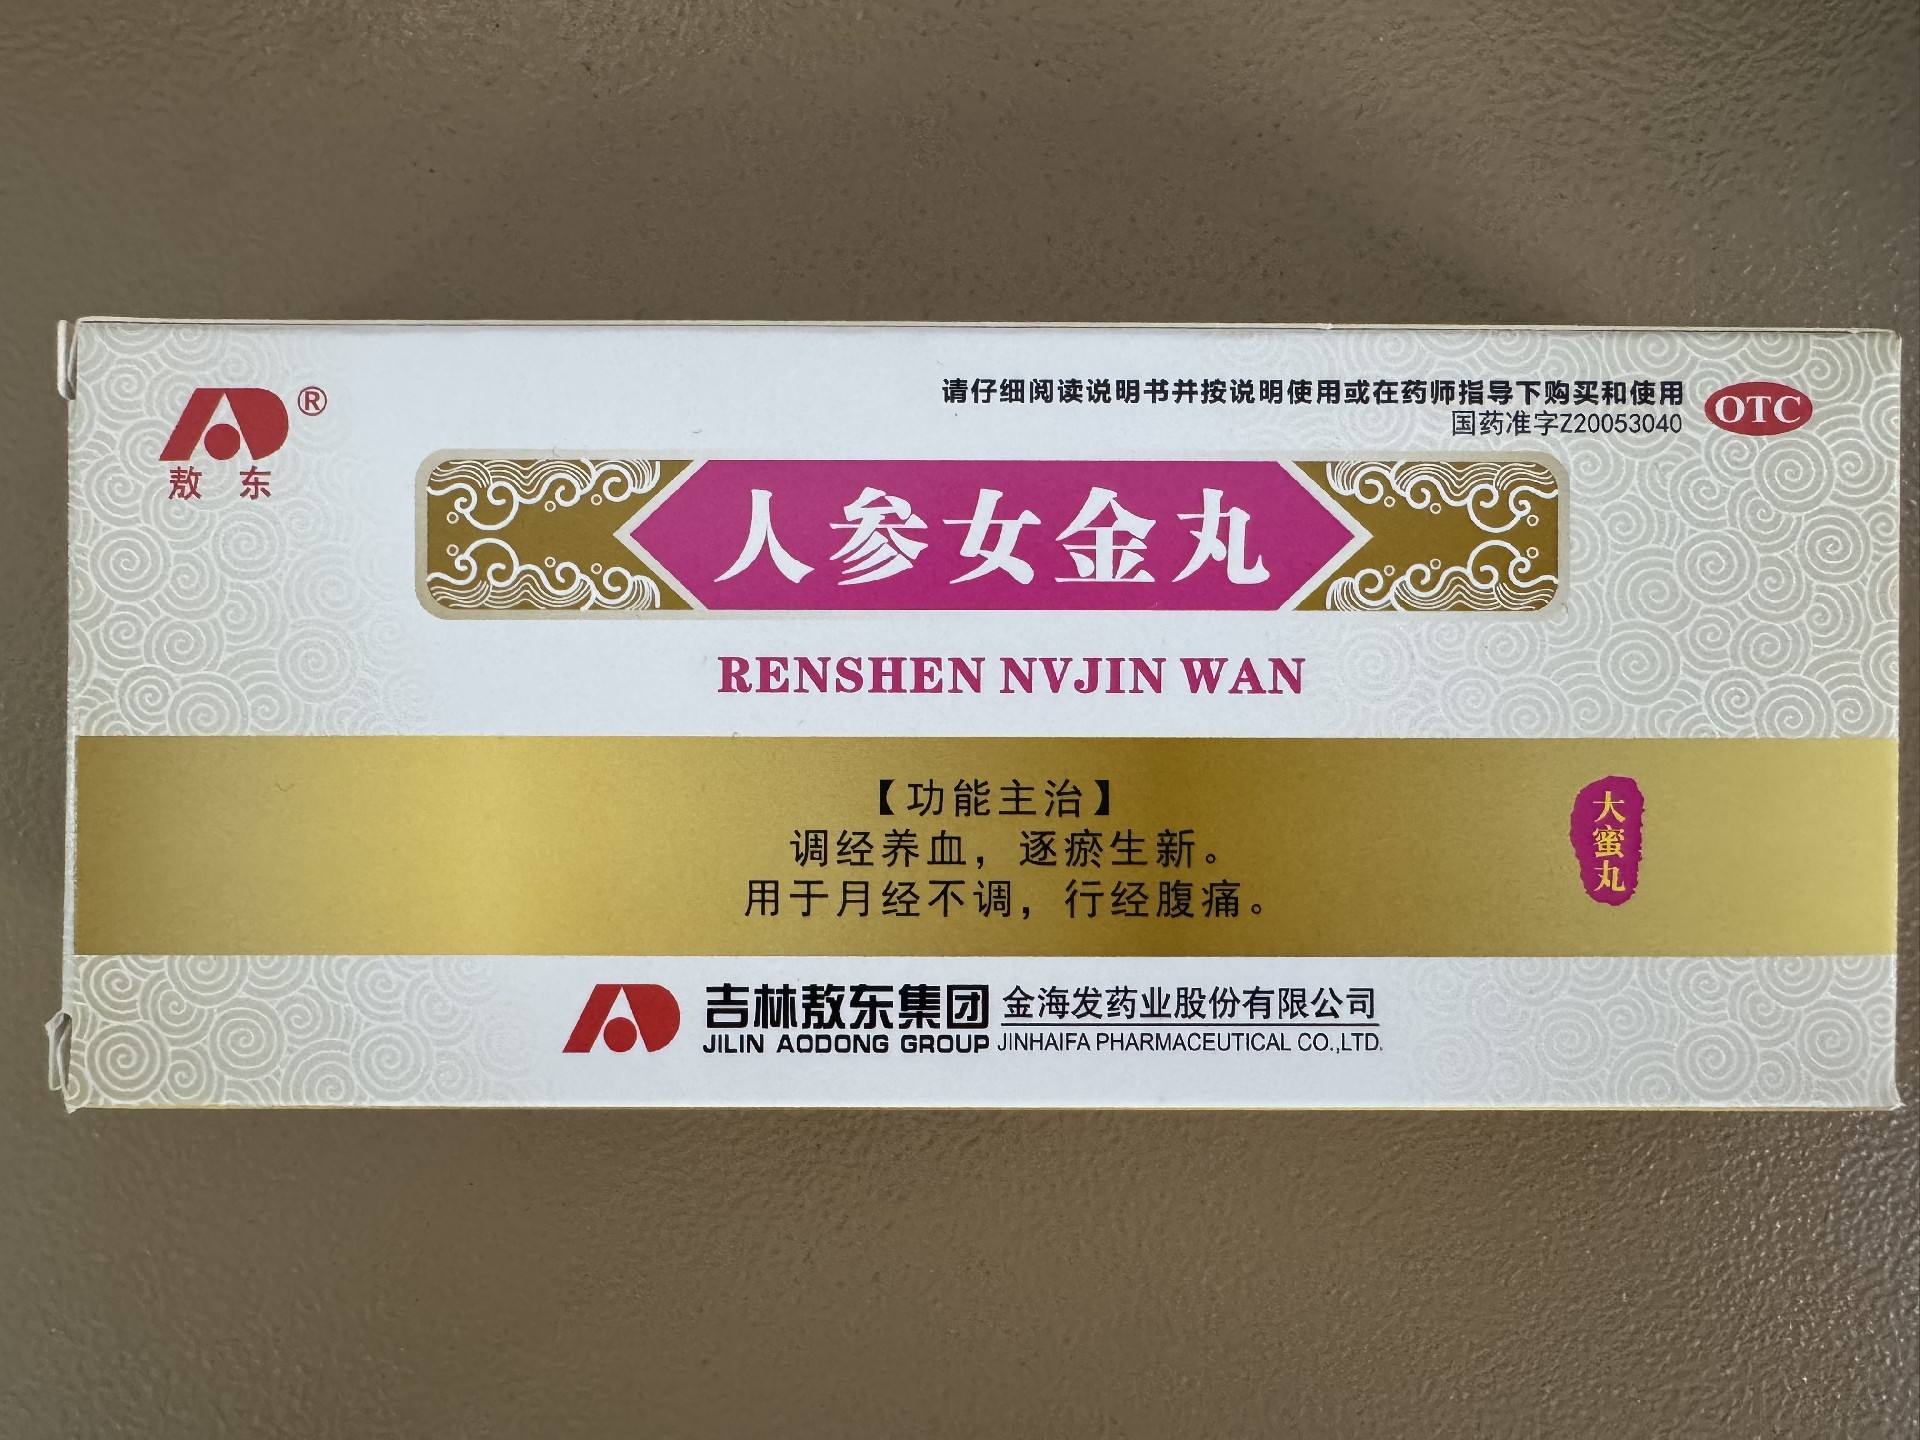 敖东
®
请仔细阅读说明书并按说明使用或在药师指导下购买和使用
国药准字Z20053040
OTC
人参女金丸
RENSHEN NVJIN WAN
【功能主治】
调经养血，逐瘀生新。
用于月经不调，行经腹痛。
大蜜丸
吉林敖东集团
JILIN AODONG GROUP
金海发药业股份有限公司
JINHAIFA PHARMACEUTICAL CO.,LTD.